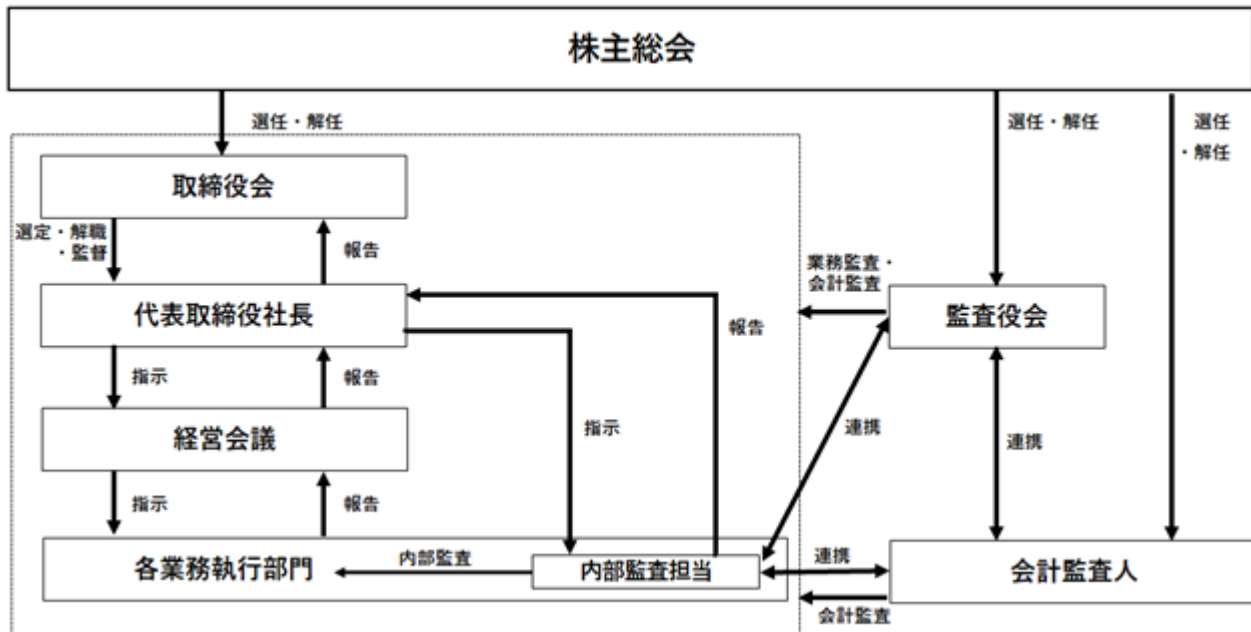 株主総会
選任・解任
選任・解任
選任
・解任
取締役会
選定・解職
・監督
報告
業務監査・
会計監査
代表取締役社長
監査役会
報告
指示
報告
指示
連携
連携
経営会議
指示
報告
各業務執行部門
内部監査
内部監査担当
連携
会計監査人
会計監査